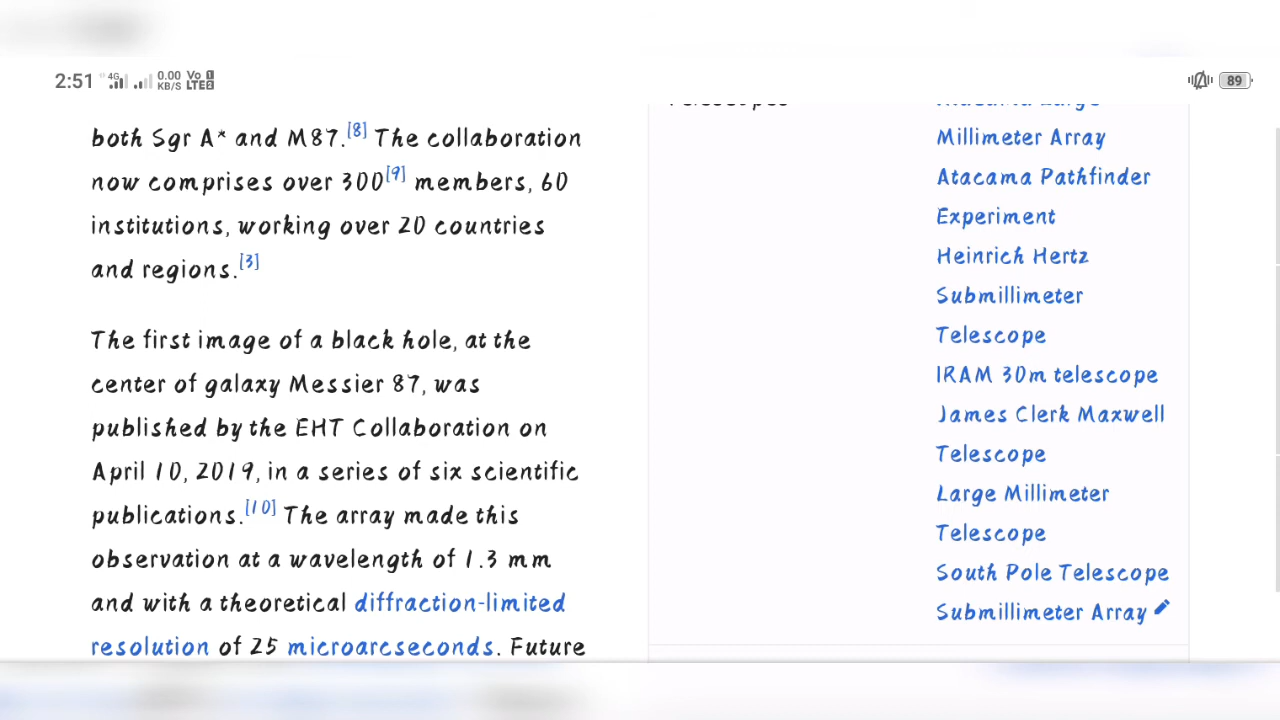 2:51 4G 0.00 KB/S Vo LTE 1 2 89
both Sgr A* and M87.[8] The collaboration
now comprises over 300[9] members, 60
institutions, working over 20 countries
and regions.[3]
The first image of a black hole, at the
center of galaxy Messier 87, was
published by the EHT Collaboration on
April 10, 2019, in a series of six scientific
publications.[10] The array made this
observation at a wavelength of 1.3 mm
and with a theoretical diffraction-limited
resolution of 25 microarcseconds. Future
Millimeter Array
Atacama Pathfinder
Experiment
Heinrich Hertz
Submillimeter
Telescope
IRAM 30m telescope
James Clerk Maxwell
Telescope
Large Millimeter
Telescope
South Pole Telescope
Submillimeter Array